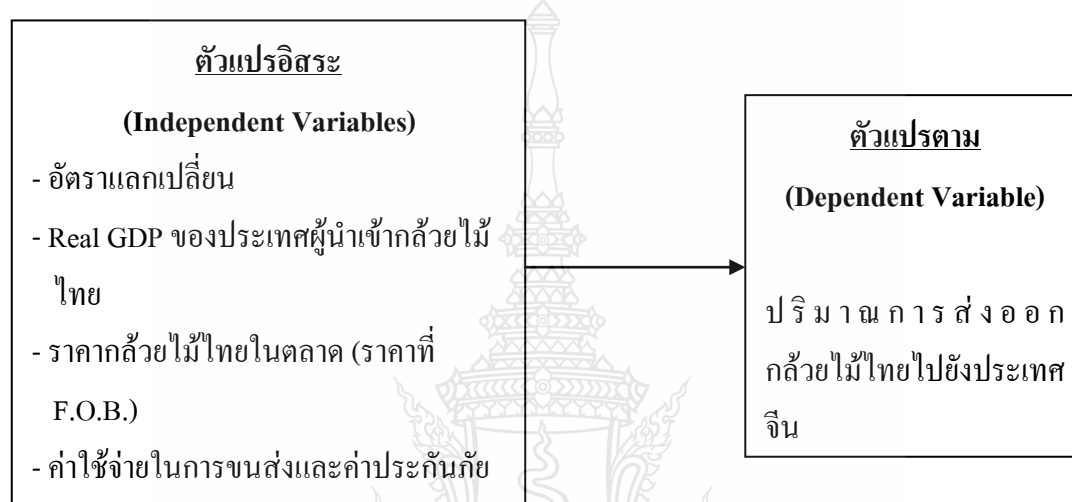 ตัวแปรอิสระ
(Independent Variables)
- อัตราแลกเปลี่ยน
- Real GDP ของประเทศผู้นำเข้ากล้วยไม้
ไทย
- ราคากล้วยไม้ไทยในตลาด (ราคาที่
F.O.B.)
- ค่าใช้จ่ายในการขนส่งและค่าประกันภัย
ตัวแปรตาม
(Dependent Variable)
ปริมาณการส่งออก
กล้วยไม้ไทยไปยังประเทศ
จีน